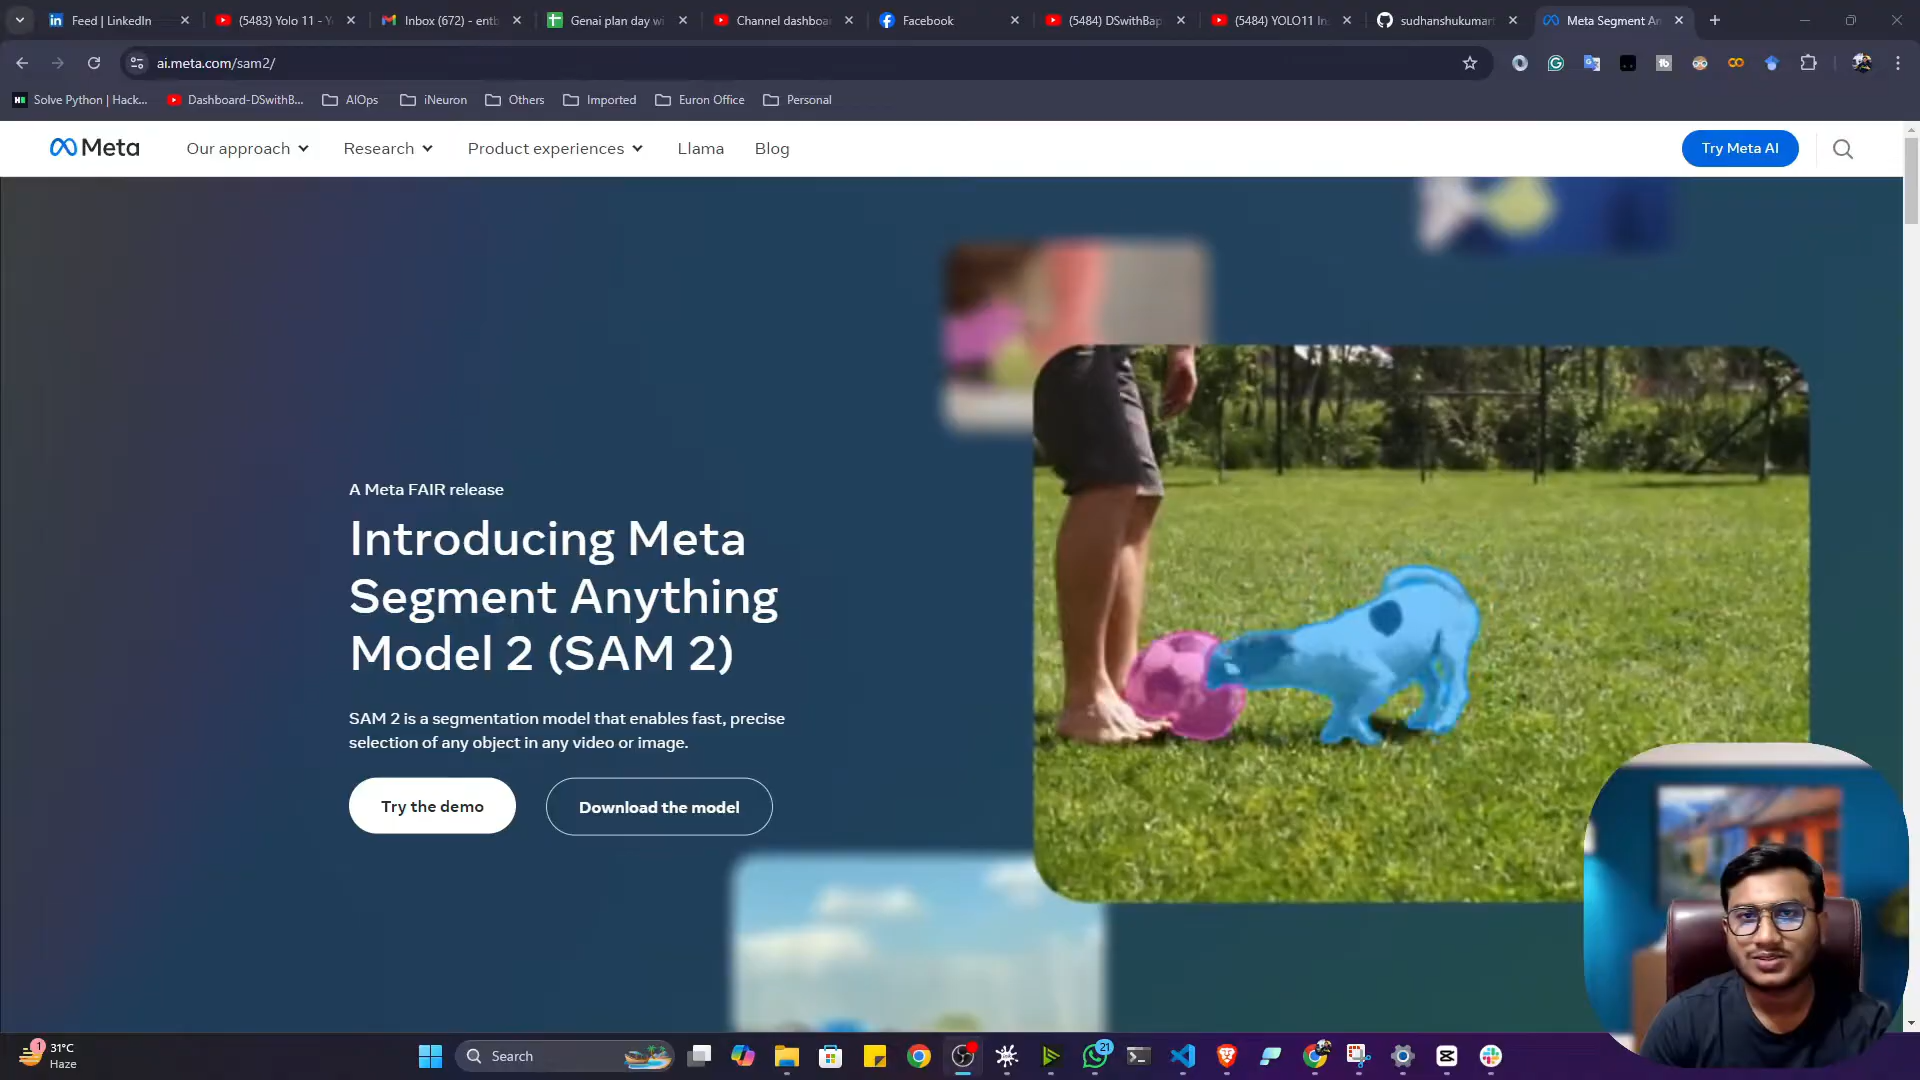 Feed | LinkedIn
(5483) Yolo 11 - Y
Inbox (672) - entb
Genai plan day wi
Channel dashboa
Facebook
(5484) DSwithBap
(5484) YOLO11 In
sudhanshukumar
Meta Segment An
ai.meta.com/sam2/
Solve Python | Hack...
Dashboard-DSwithB...
AIOps
iNeuron
Others
Imported
Euron Office
Personal
Meta
Our approach
Research
Product experiences
Llama
Blog
Try Meta AI
A Meta FAIR release
Introducing Meta
Segment Anything
Model 2 (SAM 2)
SAM 2 is a segmentation model that enables fast, precise
selection of any object in any video or image.
Try the demo
Download the model
1
31°C
Haze
Search
21